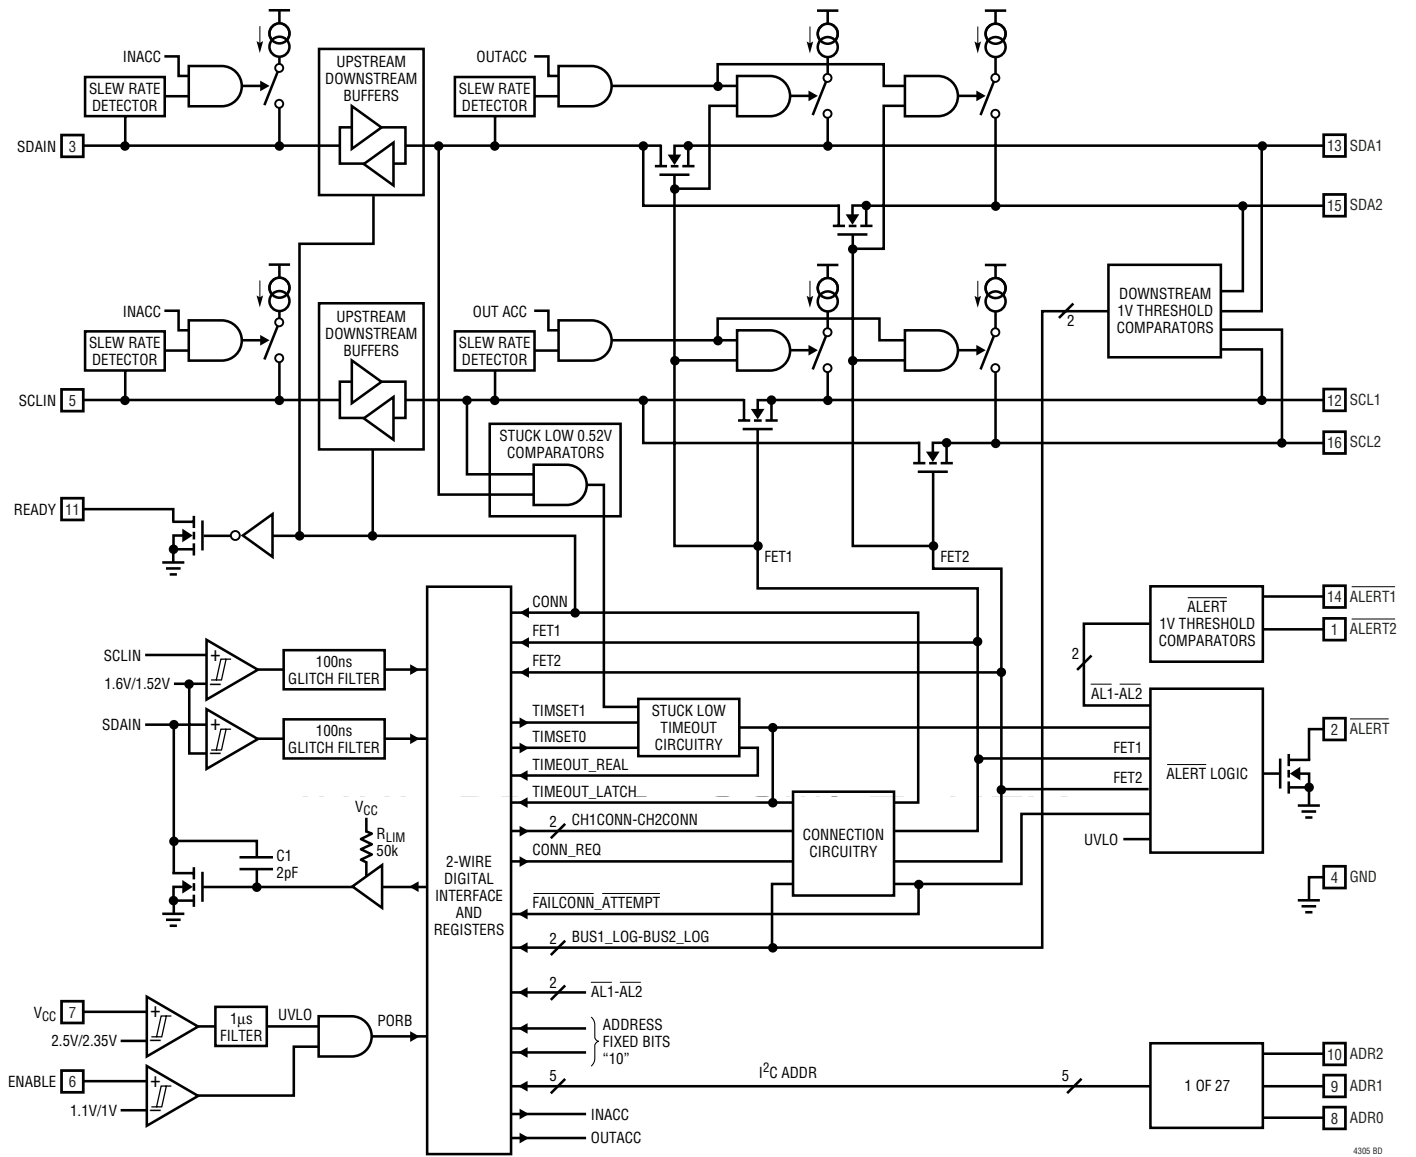 INACC
SLEW RATE
DETECTOR
UPSTREAM
DOWNSTREAM
BUFFERS
OUTACC
SLEW RATE
DETECTOR
SDAIN 3
13 SDA1
15 SDA2
INACC
SLEW RATE
DETECTOR
UPSTREAM
DOWNSTREAM
BUFFERS
OUT ACC
SLEW RATE
DETECTOR
DOWNSTREAM
1V THRESHOLD
COMPARATORS
2
SCLIN 5
12 SCL1
16 SCL2
STUCK LOW 0.52V
COMPARATORS
READY 11
FET1
FET2
CONN
FET1
FET2
ALERT
1V THRESHOLD
COMPARATORS
14 ALERT1
1 ALERT2
2
AL1-AL2
SCLIN
1.6V/1.52V
100ns
GLITCH FILTER
SDAIN
100ns
GLITCH FILTER
TIMSET1
TIMSET0
STUCK LOW
TIMEOUT
CIRCUITRY
TIMEOUT_REAL
TIMEOUT_LATCH
FET1
FET2
ALERT LOGIC
UVLO
2 ALERT
4 GND
VCC
RLIM
50k
C1
2pF
2-WIRE
DIGITAL
INTERFACE
AND
REGISTERS
2 CH1CONN-CH2CONN
CONN_REQ
CONNECTION
CIRCUITRY
FAILCONN_ATTEMPT
2 BUS1_LOG-BUS2_LOG
2 AL1-AL2
ADDRESS
FIXED BITS
“10”
VCC 7
2.5V/2.35V
1µs
FILTER
UVLO
PORB
ENABLE 6
1.1V/1V
5
I2C ADDR
5
1 OF 27
10 ADR2
9 ADR1
8 ADR0
INACC
OUTACC
4305 BD